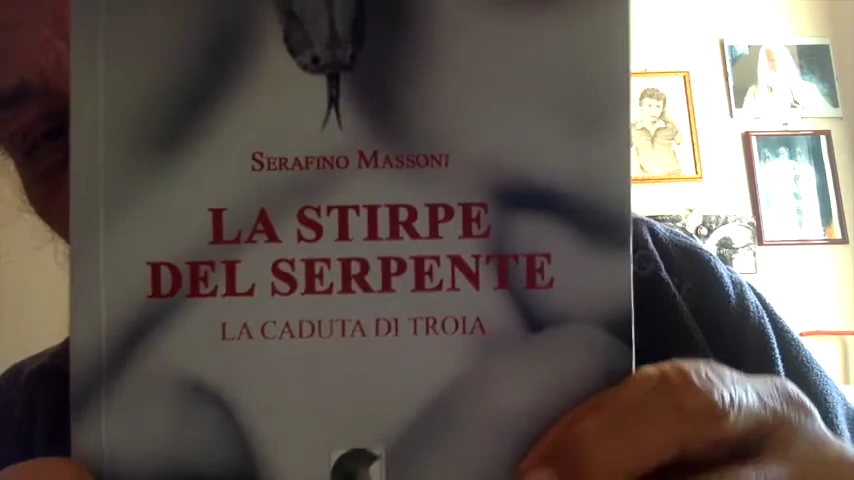 SERAFINO MASSONI
LA STIRPE
DEL SERPENTE
LA CADUTA DI TROIA